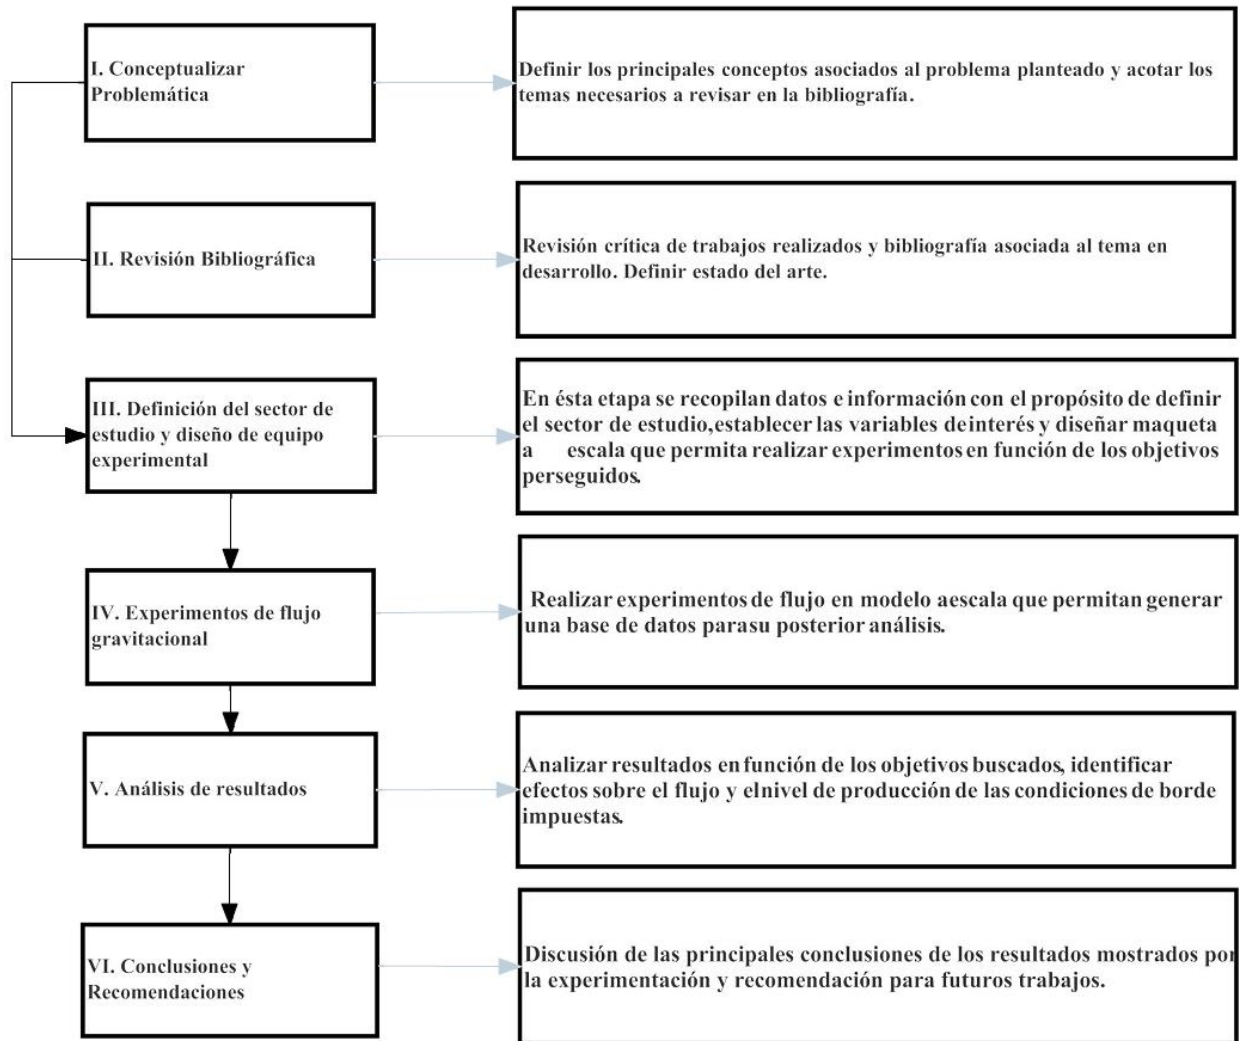 I. Conceptualizar
Problemática
Definir los principales conceptos asociados al problema planteado y acotar los
temas necesarios a revisar en la bibliografía.
II. Revisión Bibliográfica
Revisión crítica de trabajos realizados y bibliografía asociada al tema en
desarrollo. Definir estado del arte.
III. Definición del sector de
estudio y diseño de equipo
experimental
En ésta etapa se recopilan datos e información con el propósito de definir
el sector de estudio,establecer las variables deinterés y diseñar maqueta
a escala que permita realizar experimentos en función de los objetivos
perseguidos.
IV. Experimentos de flujo
gravitacional
Realizar experimentos de flujo en modelo aescala que permitan generar
una base de datos parasu posterior análisis.
V. Análisis de resultados
Analizar resultados en función de los objetivos buscados, identificar
efectos sobre el flujo y elnivel de producción de las condiciones de borde
impuestas.
VI. Conclusiones y
Recomendaciones
Discusión de las principales conclusiones de los resultados mostrados por
la experimentación y recomendación para futuros trabajos.